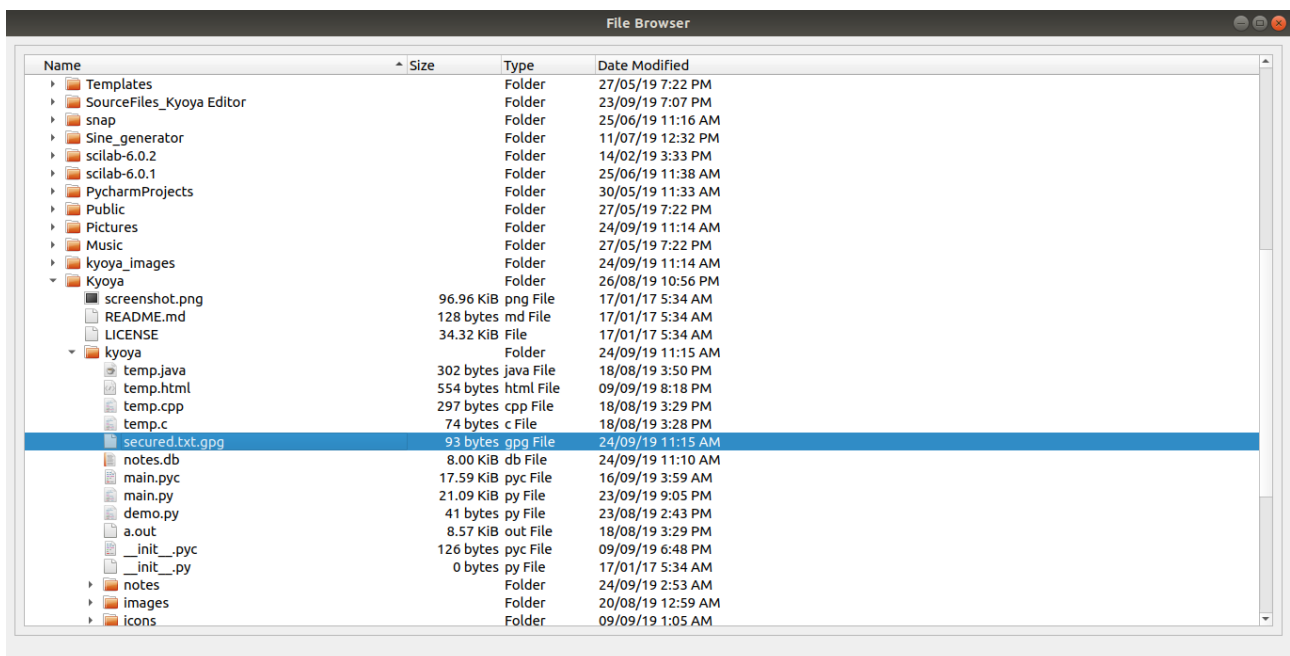 File Browser
Name Size Type Date Modified
Templates Folder 27/05/19 7:22 PM
SourceFiles_Kyoya Editor Folder 23/09/19 7:07 PM
snap Folder 25/06/19 11:16 AM
Sine_generator Folder 11/07/19 12:32 PM
scilab-6.0.2 Folder 14/02/19 3:33 PM
scilab-6.0.1 Folder 25/06/19 11:38 AM
PycharmProjects Folder 30/05/19 11:33 AM
Public Folder 27/05/19 7:22 PM
Pictures Folder 24/09/19 11:14 AM
Music Folder 27/05/19 7:22 PM
kyoya_images Folder 24/09/19 11:14 AM
Kyoya Folder 26/08/19 10:56 PM
screenshot.png 96.96 KiB png File 17/01/17 5:34 AM
README.md 128 bytes md File 17/01/17 5:34 AM
LICENSE 34.32 KiB File 17/01/17 5:34 AM
kyoya Folder 24/09/19 11:15 AM
temp.java 302 bytes java File 18/08/19 3:50 PM
temp.html 554 bytes html File 09/09/19 8:18 PM
temp.cpp 297 bytes cpp File 18/08/19 3:29 PM
temp.c 74 bytes c File 18/08/19 3:28 PM
secured.txt.gpg 93 bytes gpg File 24/09/19 11:15 AM
notes.db 8.00 KiB db File 24/09/19 11:10 AM
main.pyc 17.59 KiB pyc File 16/09/19 3:59 AM
main.py 21.09 KiB py File 23/09/19 9:05 PM
demo.py 41 bytes py File 23/08/19 2:43 PM
a.out 8.57 KiB out File 18/08/19 3:29 PM
__init__.pyc 126 bytes pyc File 09/09/19 6:48 PM
__init__.py 0 bytes py File 17/01/17 5:34 AM
notes Folder 24/09/19 2:53 AM
images Folder 20/08/19 12:59 AM
icons Folder 09/09/19 1:05 AM